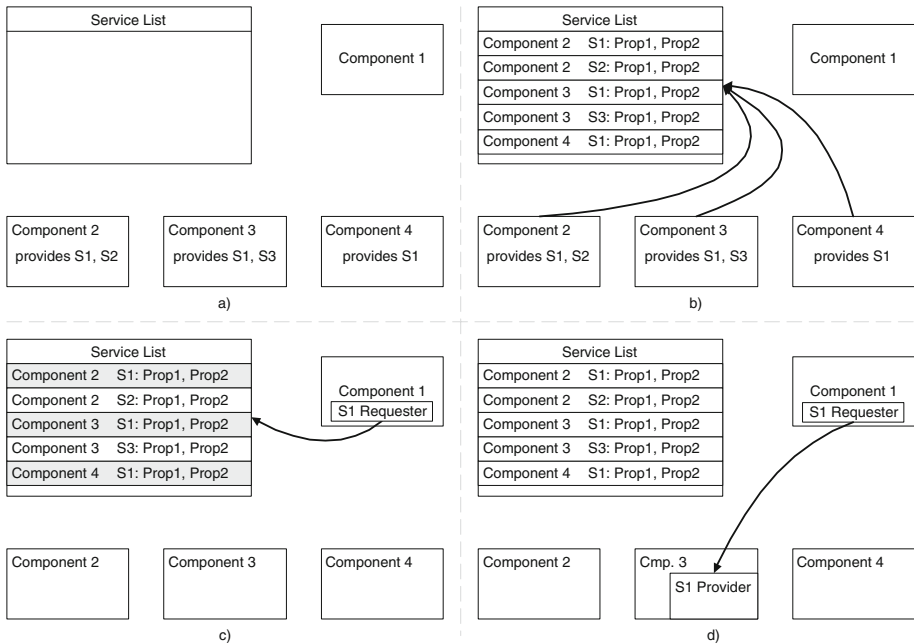 Service List
Component 1
Component 2
provides S1, S2
Component 3
provides S1, S3
Component 4
provides S1
a)
Service List
Component 2 S1: Prop1, Prop2
Component 2 S2: Prop1, Prop2
Component 3 S1: Prop1, Prop2
Component 3 S3: Prop1, Prop2
Component 4 S1: Prop1, Prop2
Component 1
Component 2
provides S1, S2
Component 3
provides S1, S3
Component 4
provides S1
b)
Service List
Component 2 S1: Prop1, Prop2
Component 2 S2: Prop1, Prop2
Component 3 S1: Prop1, Prop2
Component 3 S3: Prop1, Prop2
Component 4 S1: Prop1, Prop2
Component 1
S1 Requester
Component 2
Component 3
Component 4
c)
Service List
Component 2 S1: Prop1, Prop2
Component 2 S2: Prop1, Prop2
Component 3 S1: Prop1, Prop2
Component 3 S3: Prop1, Prop2
Component 4 S1: Prop1, Prop2
Component 1
S1 Requester
Component 2
Cmp. 3
S1 Provider
Component 4
d)